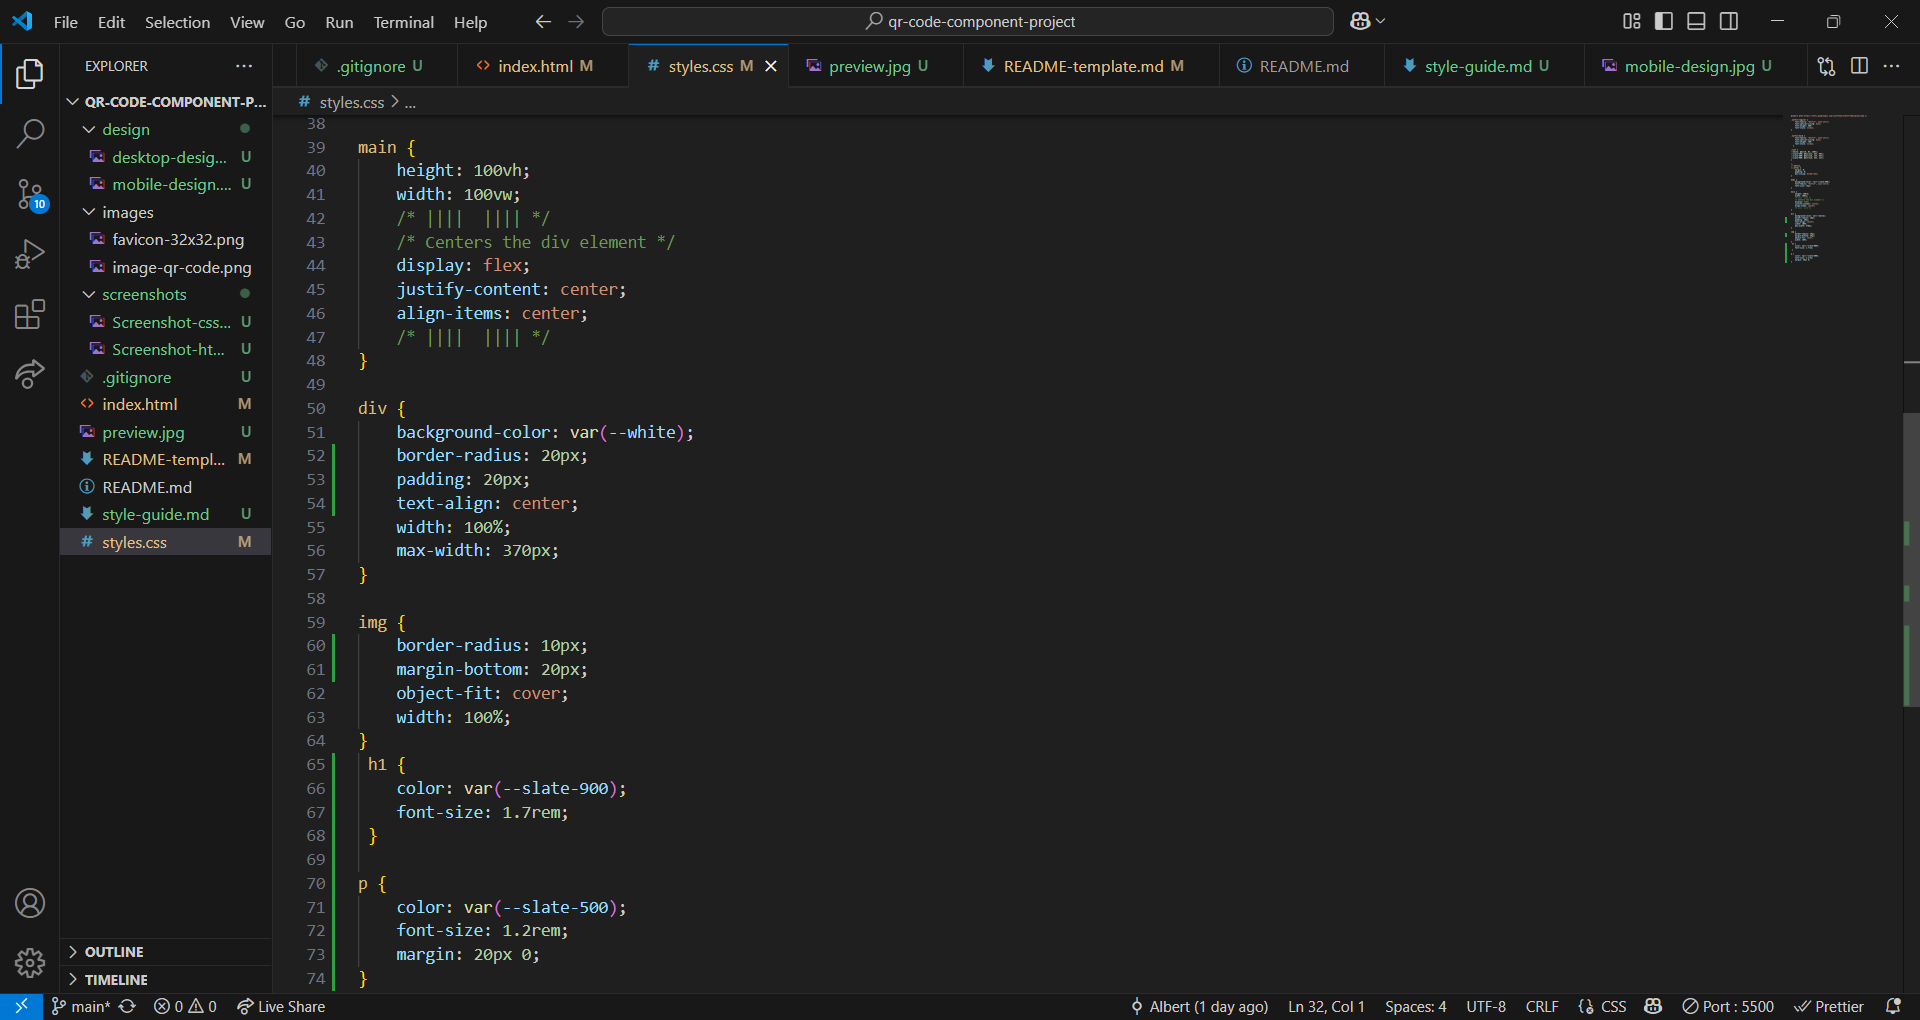 File Edit Selection View Go Run Terminal Help
qr-code-component-project
EXPLORER
QR-CODE-COMPONENT-P...
design
desktop-desig... U
mobile-design.... U
images
favicon-32x32.png
image-qr-code.png
screenshots
Screenshot-css... U
Screenshot-ht... U
.gitignore U
index.html M
preview.jpg U
README-templ... M
README.md
style-guide.md U
styles.css M
OUTLINE
TIMELINE
10
.gitignore U index.html M styles.css M preview.jpg U README-template.md M README.md style-guide.md U mobile-design.jpg U
styles.css > ...
38
39 main {
40 height: 100vh;
41 width: 100vw;
42 /* |||| |||| */
43 /* Centers the div element */
44 display: flex;
45 justify-content: center;
46 align-items: center;
47 /* |||| |||| */
48 }
49
50 div {
51 background-color: var(--white);
52 border-radius: 20px;
53 padding: 20px;
54 text-align: center;
55 width: 100%;
56 max-width: 370px;
57 }
58
59 img {
60 border-radius: 10px;
61 margin-bottom: 20px;
62 object-fit: cover;
63 width: 100%;
64 }
65 h1 {
66 color: var(--slate-900);
67 font-size: 1.7rem;
68 }
69
70 p {
71 color: var(--slate-500);
72 font-size: 1.2rem;
73 margin: 20px 0;
74 }
main* 0 0 Live Share Albert (1 day ago) Ln 32, Col 1 Spaces: 4 UTF-8 CRLF {} CSS Port : 5500 Prettier